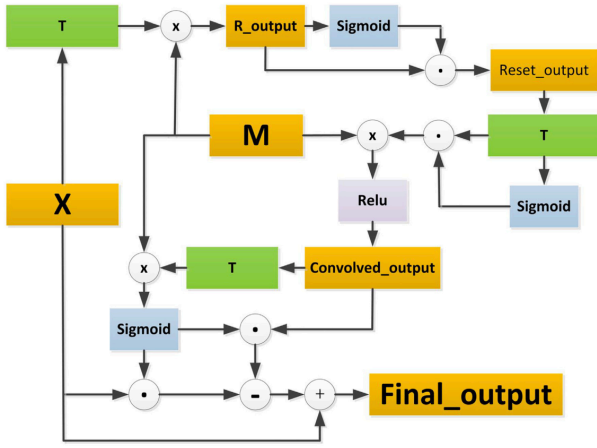 T
x
R_output
Sigmoid
.
Reset_output
X
M
x
.
T
Sigmoid
Relu
x
T
Convolved_output
Sigmoid
.
.
-
+
Final_output